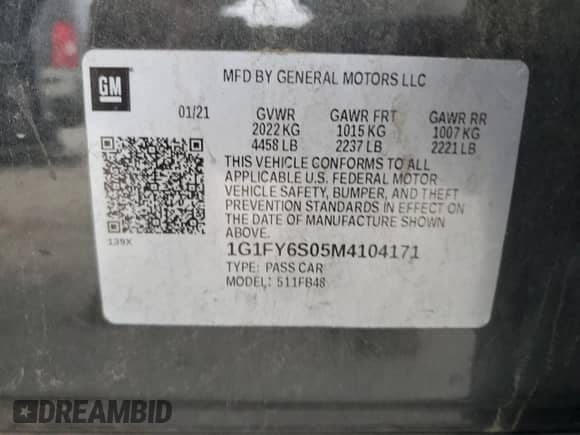 GM
MFD BY GENERAL MOTORS LLC
01/21 GVWR GAWR FRT GAWR RR
2022 KG 1015 KG 1007 KG
4458 LB 2237 LB 2221 LB
THIS VEHICLE CONFORMS TO ALL
APPLICABLE U.S. FEDERAL MOTOR
VEHICLE SAFETY, BUMPER, AND THEFT
PREVENTION STANDARDS IN EFFECT ON
THE DATE OF MANUFACTURE SHOWN
ABOVE.
139X
1G1FY6S05M4104171
TYPE: PASS CAR
MODEL: 511FB48
DREAMBID